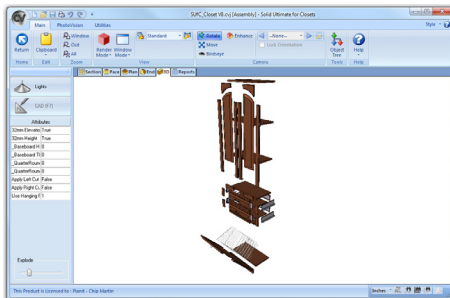 SUfC_Closet V8.cvj [Assembly] - Solid Ultimate for Closets
Main PhotoVision Utilities Style
Return Clipboard Window Out All Render Mode Window Mode Standard Rotate Move Birdseye Enhance --None-- Lock Orientation Object Tree Help
Home Edit Zoom View Camera Tools Help
Section Face Plan End 3D Reports
Lights
CAD (F7)
Attributes
32mm Elevatio True
32mm Height True
_Baseboard H 0
_Baseboard Tl 0
_QuarterRoun 0
_QuarterRoun 0
Apply Left Cut False
Apply Right Cu False
Use Hanging F 1
Explode
This Product is Licensed to : Planit - Chip Martin Inches